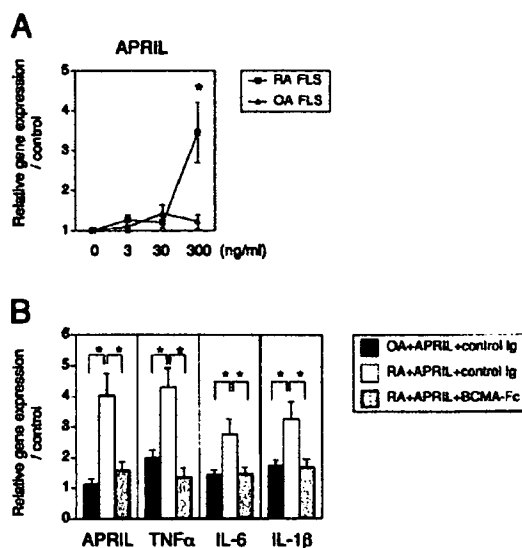 A
APRIL
Relative gene expression
/ control
5
4
3
2
1
*
0 3 30 300 (ng/ml)
RA FLS
OA FLS
B
Relative gene expression
/ control
6
5
4
3
2
1
0
* * * * * * * *
APRIL TNFα IL-6 IL-1β
OA+APRIL+control Ig
RA+APRIL+control Ig
RA+APRIL+BCMA-Fc